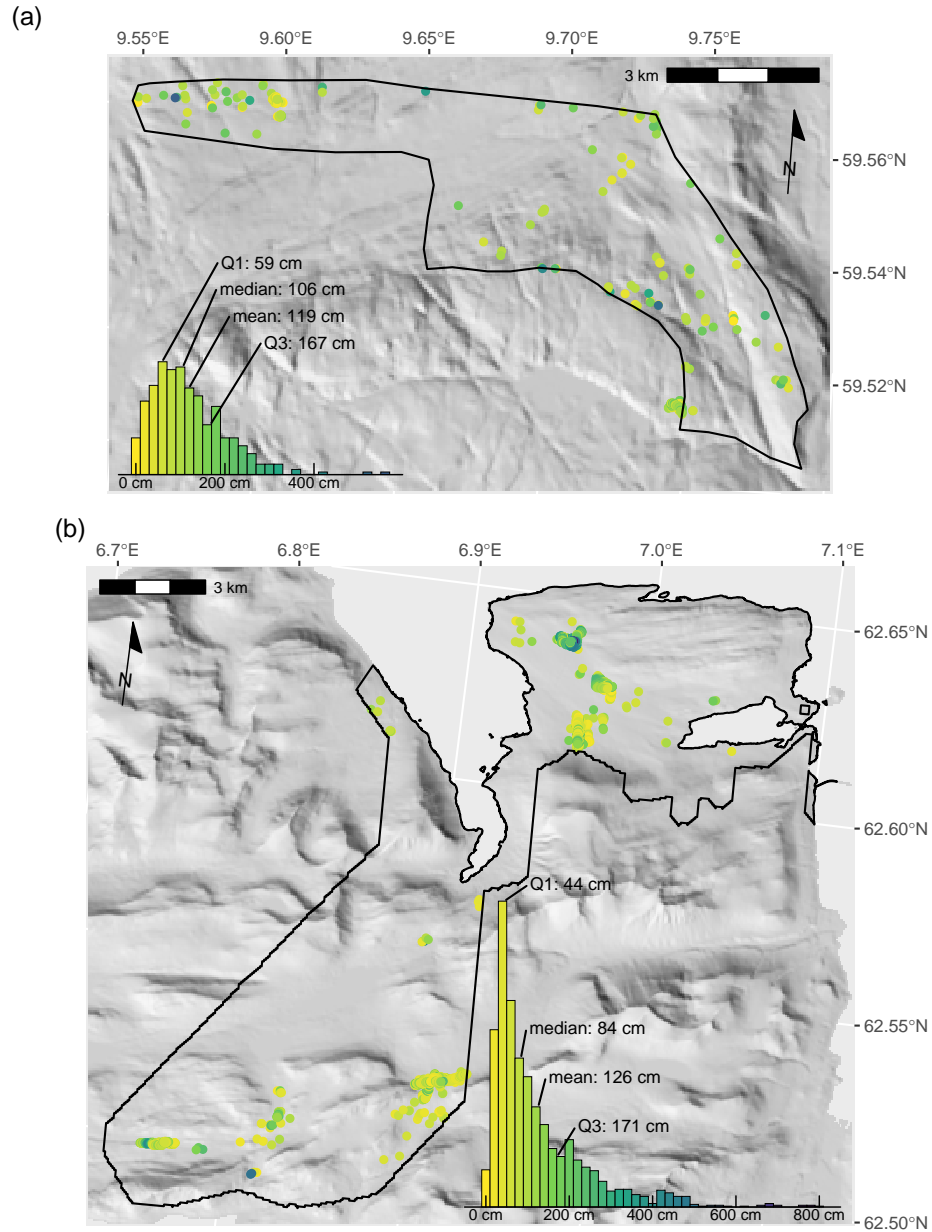 (a)
9.55°E 9.60°E 9.65°E 9.70°E 9.75°E
3 km
N
59.56°N
59.54°N
59.52°N
Q1: 59 cm
median: 106 cm
mean: 119 cm
Q3: 167 cm
0 cm 200 cm 400 cm
(b)
6.7°E 6.8°E 6.9°E 7.0°E 7.1°E
3 km
N
62.65°N
62.60°N
62.55°N
62.50°N
Q1: 44 cm
median: 84 cm
mean: 126 cm
Q3: 171 cm
0 cm 200 cm 400 cm 600 cm 800 cm